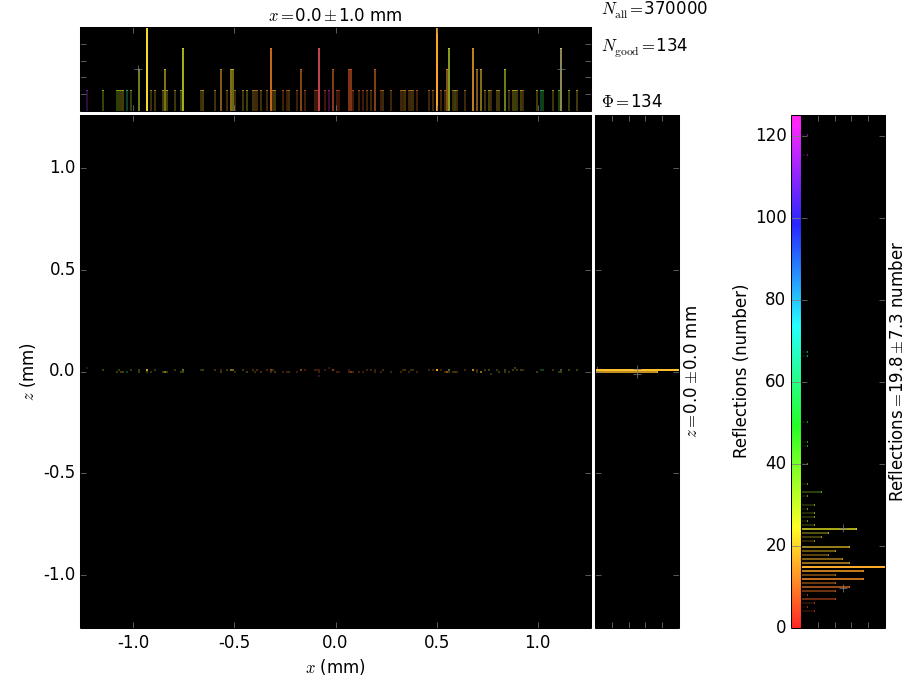 x=0.0±1.0 mm
N_all=370000
N_good=134
Φ=134
120
100
80
60
40
20
0
Reflections (number)
Reflections=19.8±7.3 number
1.0
0.5
0.0
-0.5
-1.0
z (mm)
z=0.0±0.0 mm
-1.0 -0.5 0.0 0.5 1.0
x (mm)